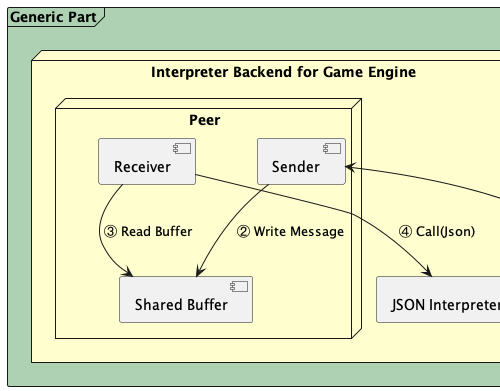 Generic Part
Interpreter Backend for Game Engine
Peer
Receiver
Sender
③ Read Buffer
② Write Message
④ Call(Json)
Shared Buffer
JSON Interpreter